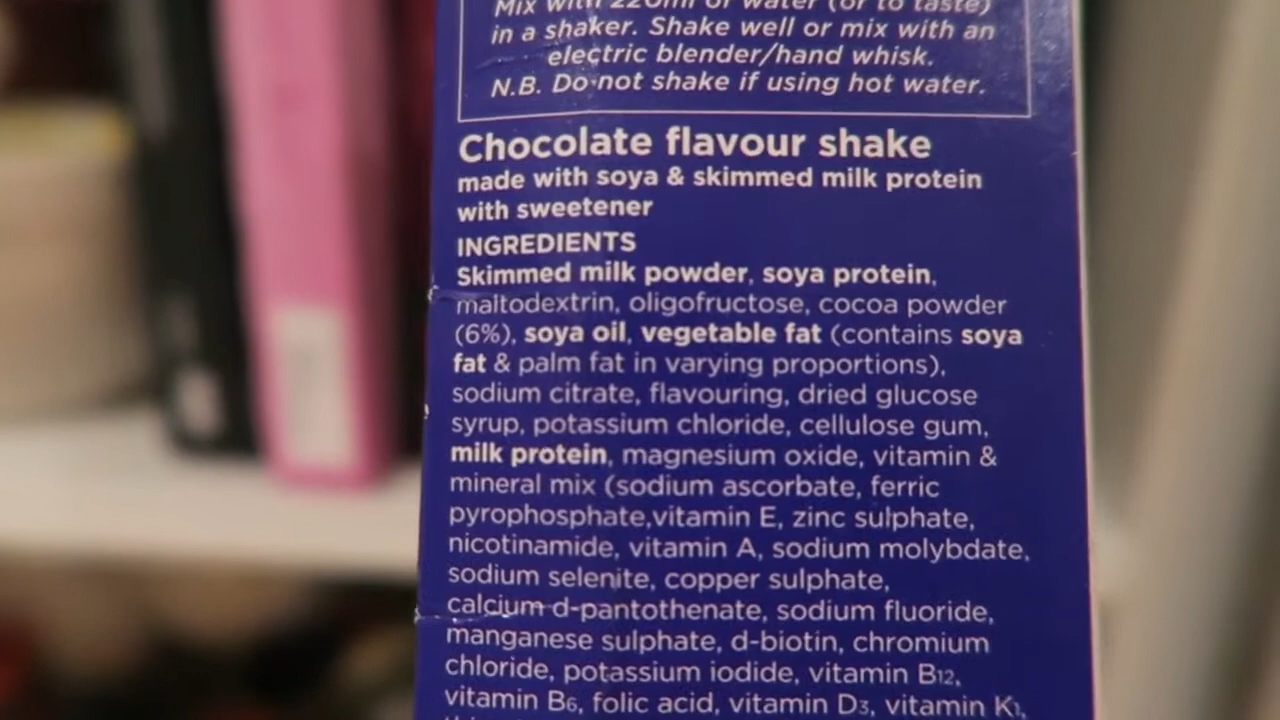 Mix with 220ml of water (or to taste)
in a shaker. Shake well or mix with an
electric blender/hand whisk.
N.B. Do not shake if using hot water.
Chocolate flavour shake
made with soya & skimmed milk protein
with sweetener
INGREDIENTS
Skimmed milk powder, soya protein,
maltodextrin, oligofructose, cocoa powder
(6%), soya oil, vegetable fat (contains soya
fat & palm fat in varying proportions),
sodium citrate, flavouring, dried glucose
syrup, potassium chloride, cellulose gum,
milk protein, magnesium oxide, vitamin &
mineral mix (sodium ascorbate, ferric
pyrophosphate,vitamin E, zinc sulphate,
nicotinamide, vitamin A, sodium molybdate,
sodium selenite, copper sulphate,
calcium d-pantothenate, sodium fluoride,
manganese sulphate, d-biotin, chromium
chloride, potassium iodide, vitamin B12,
vitamin B6, folic acid, vitamin D3, vitamin K1,